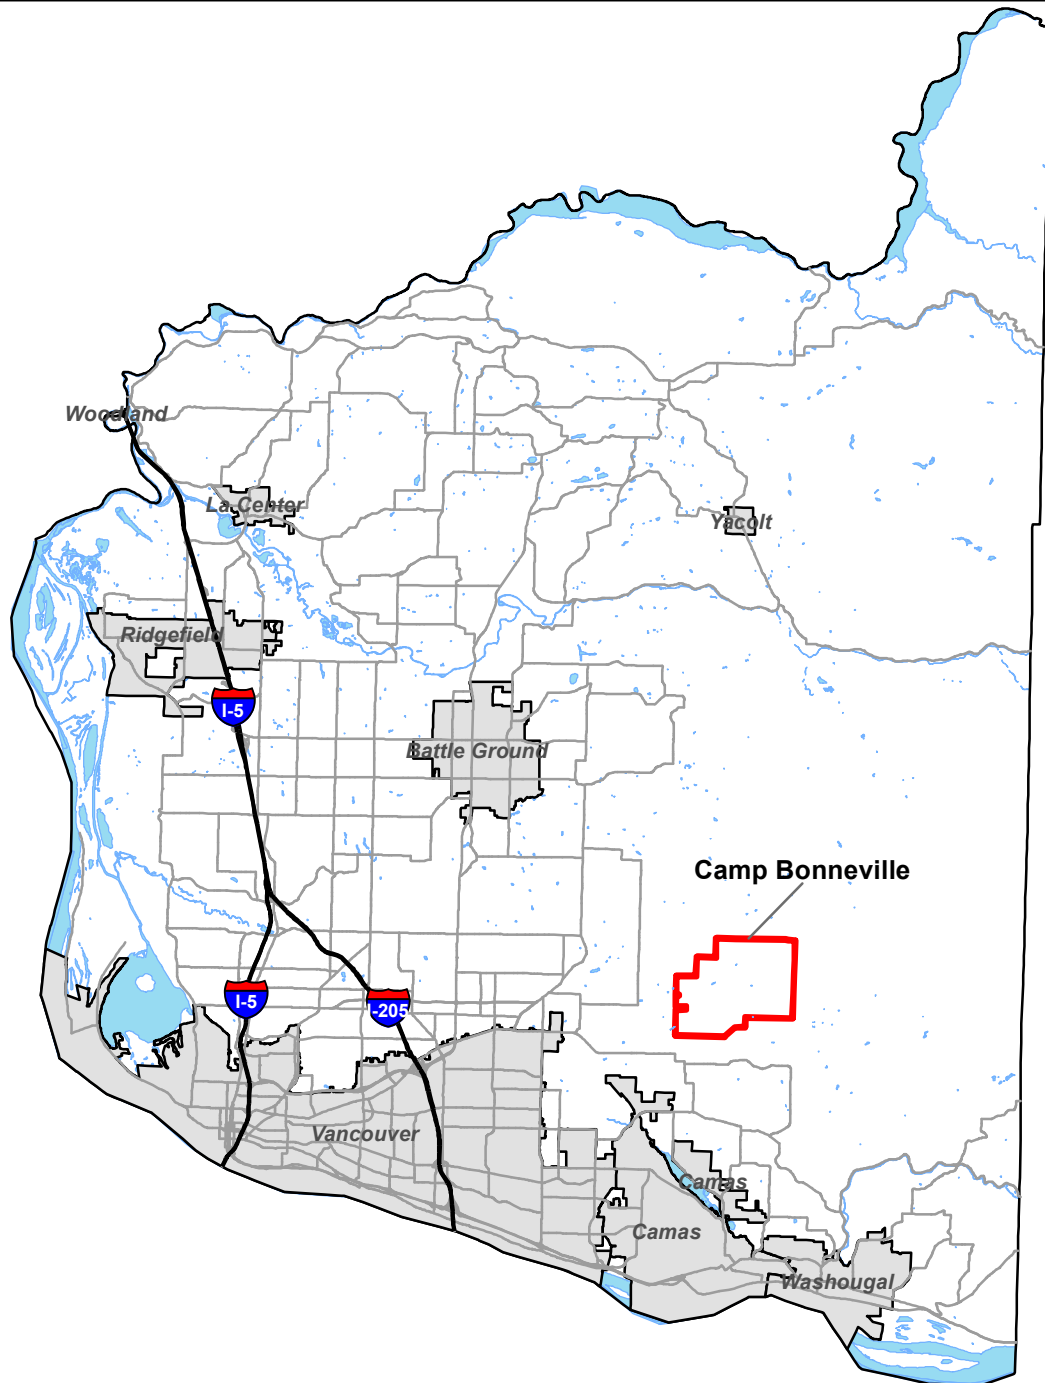 Woodland
La Center
Yacolt
Ridgefield
I-5
Battle Ground
Camp Bonneville
I-5
I-205
Vancouver
Camas
Camas
Washougal